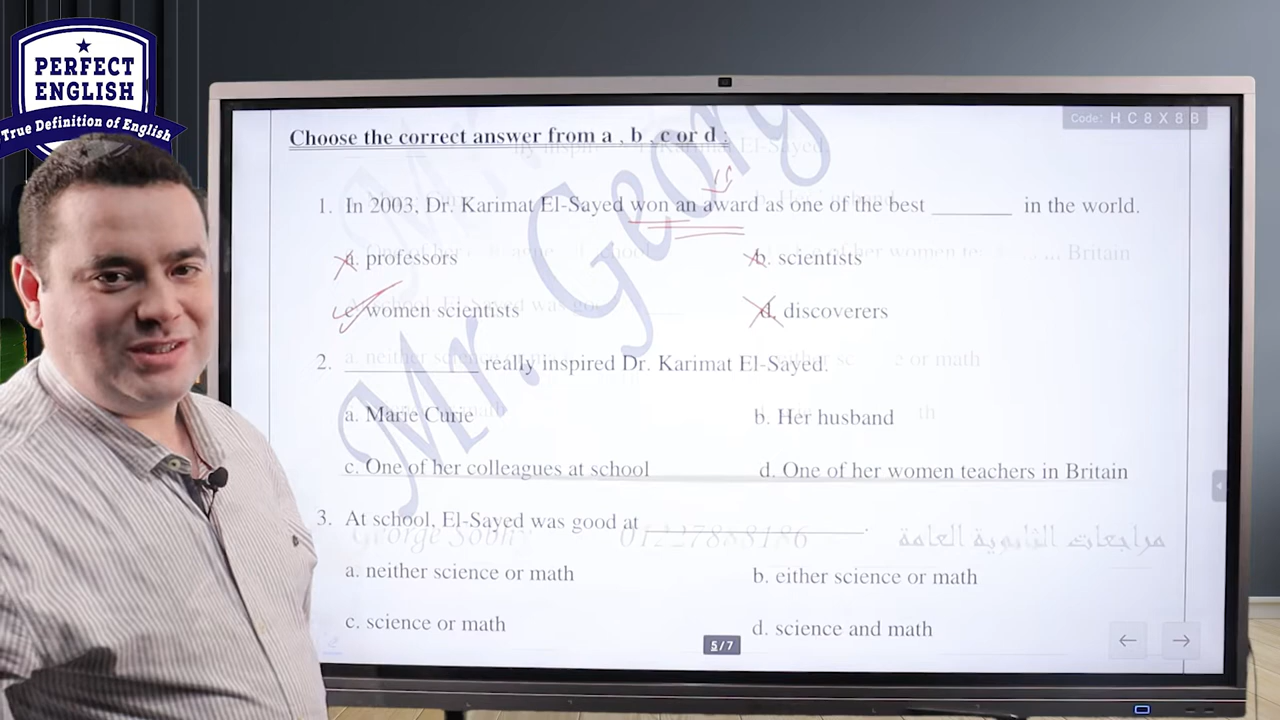 PERFECT
ENGLISH
True Definition of English
Code: HC8X8B
Choose the correct answer from a , b , c or d :
1. In 2003, Dr. Karimat El-Sayed won an award as one of the best ________ in the world.
a. professors b. scientists
c. women scientists d. discoverers
2. ____________ really inspired Dr. Karimat El-Sayed.
a. Marie Curie b. Her husband
c. One of her colleagues at school d. One of her women teachers in Britain
3. At school, El-Sayed was good at ____________________.
George Sobhy 01227888186 مراجعات الثانوية العامة
a. neither science or math b. either science or math
c. science or math d. science and math
5/7
Mr. Georg